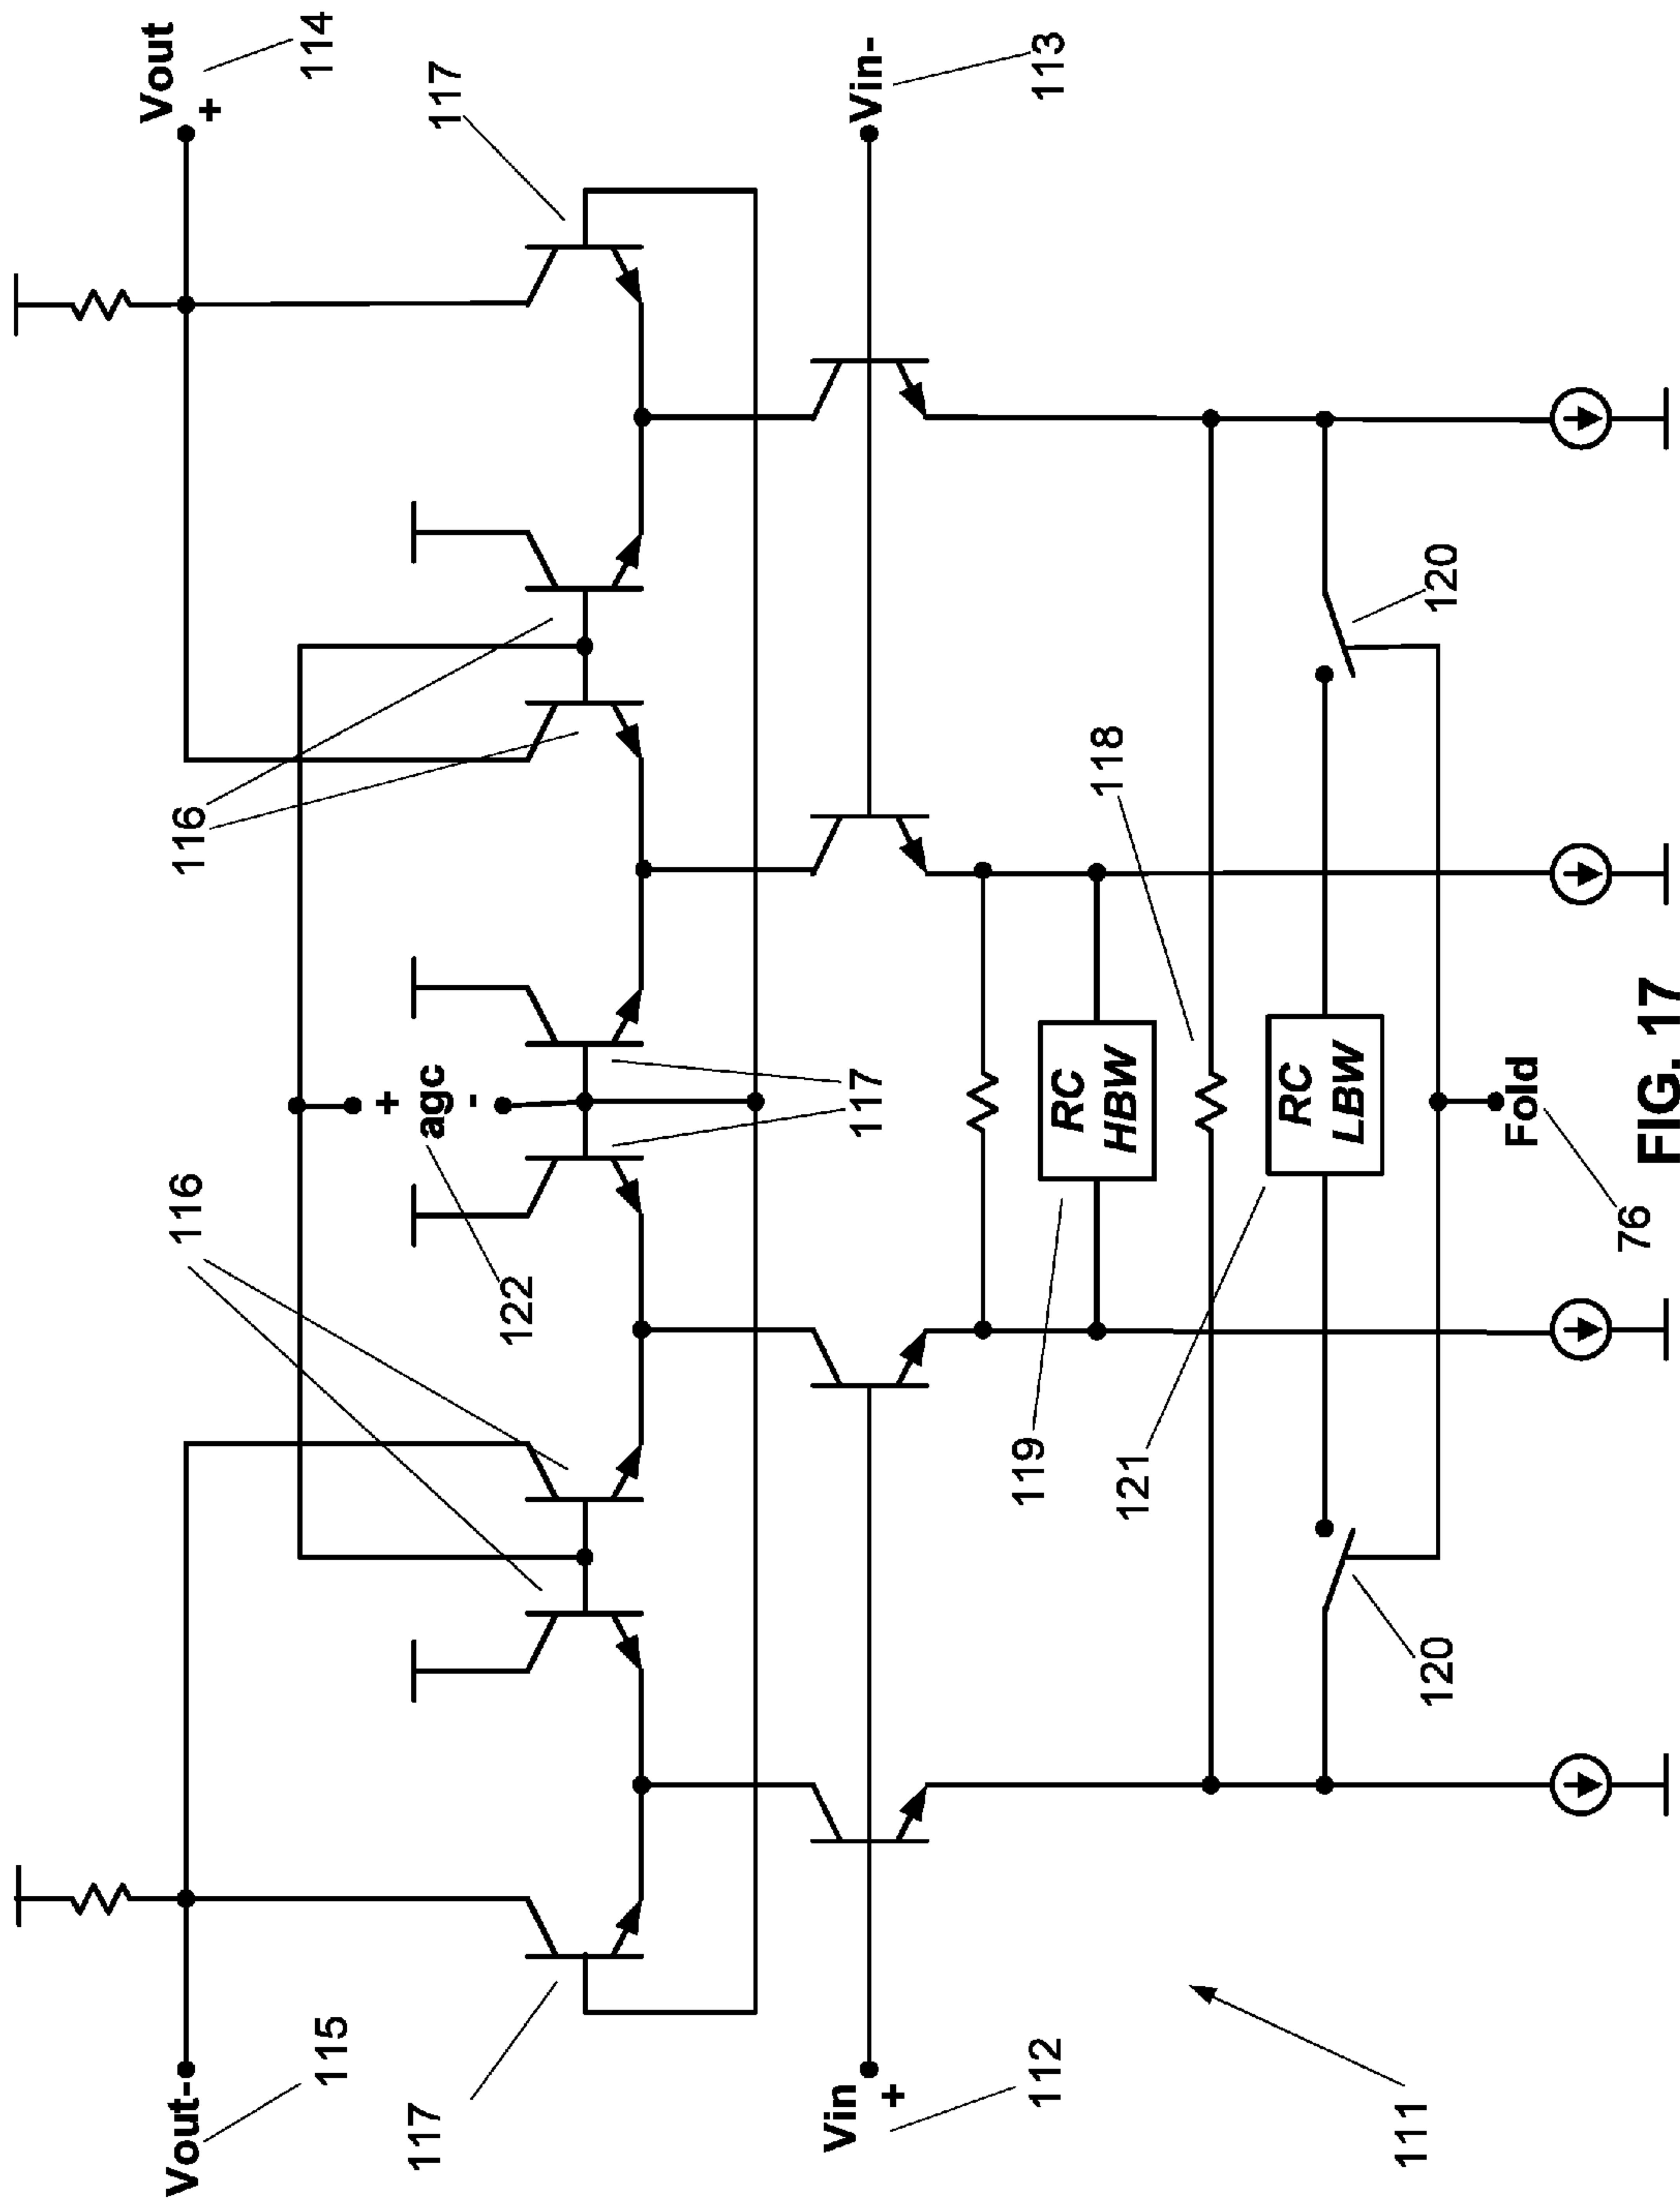 Vout-
115
116
116
Vout
+
114
117
122
+
agc
-
117
117
Vin
+
112
Vin-
113
119
RC
HBW
118
121
RC
LBW
120
120
111
Fold
76
FIG. 17